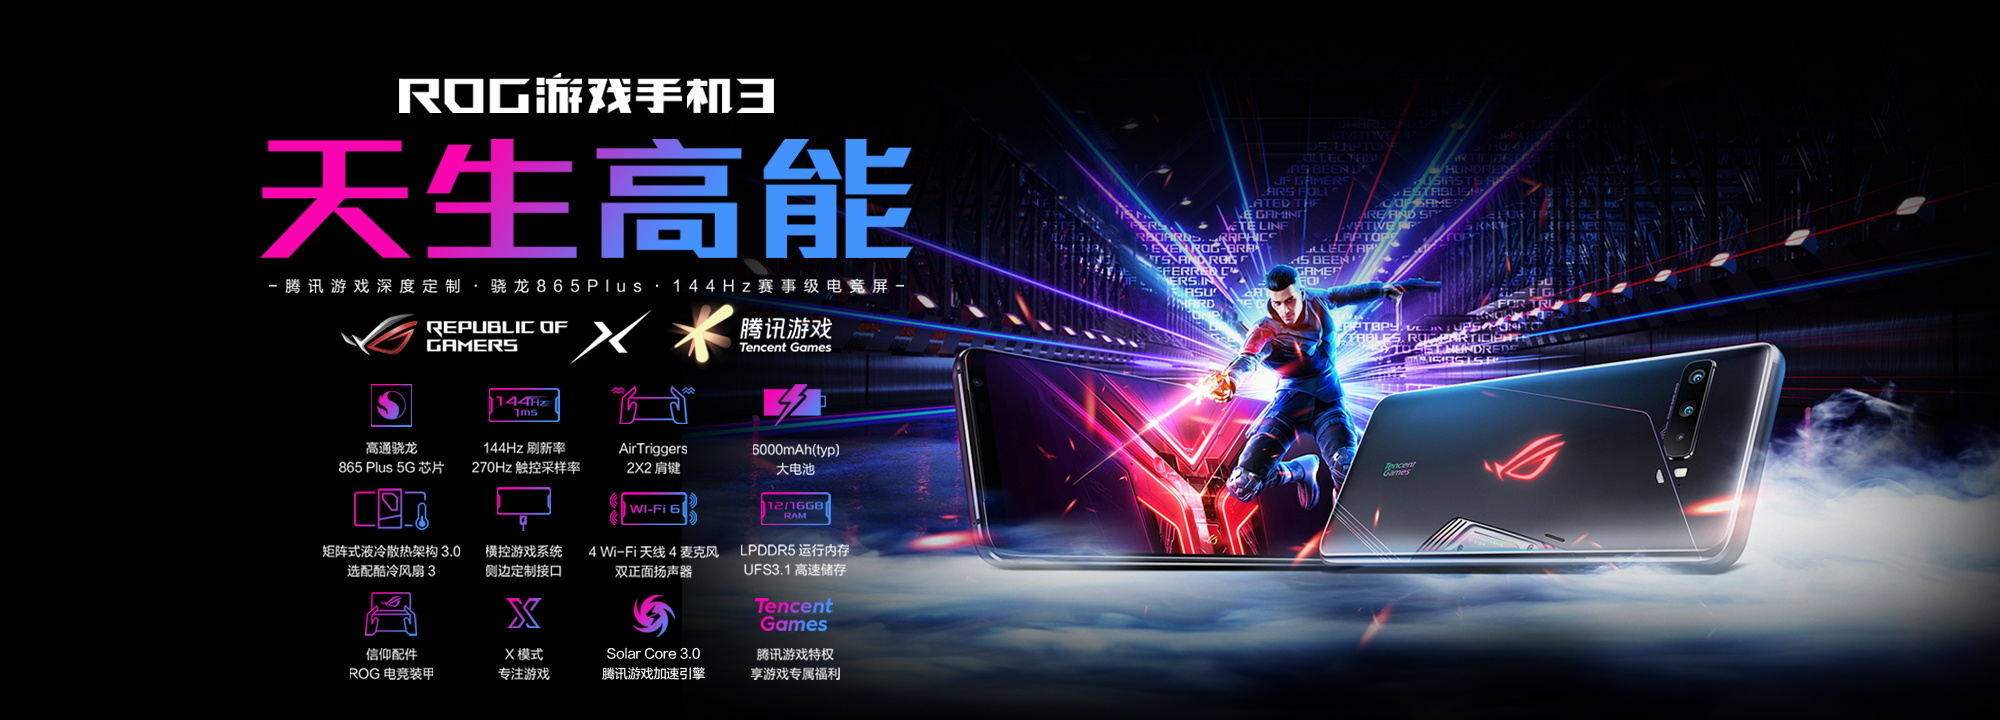 ROG游戏手机3
天生高能
-腾讯游戏深度定制·骁龙865Plus·144Hz赛事级电竞屏-
REPUBLIC OF
GAMERS
腾讯游戏
Tencent Games
144Hz
1ms
高通骁龙
865 Plus 5G 芯片
144Hz 刷新率
270Hz 触控采样率
AirTriggers
2X2 肩键
6000mAh(typ)
大电池
Wi-Fi 6
12/16GB
RAM
矩阵式液冷散热架构 3.0
选配酷冷风扇 3
横控游戏系统
侧边定制接口
4 Wi-Fi 天线 4 麦克风
双正面扬声器
LPDDR5 运行内存
UFS3.1 高速储存
Tencent
Games
信仰配件
ROG 电竞装甲
X 模式
专注游戏
Solar Core 3.0
腾讯游戏加速引擎
腾讯游戏特权
享游戏专属福利
Tencent
Games